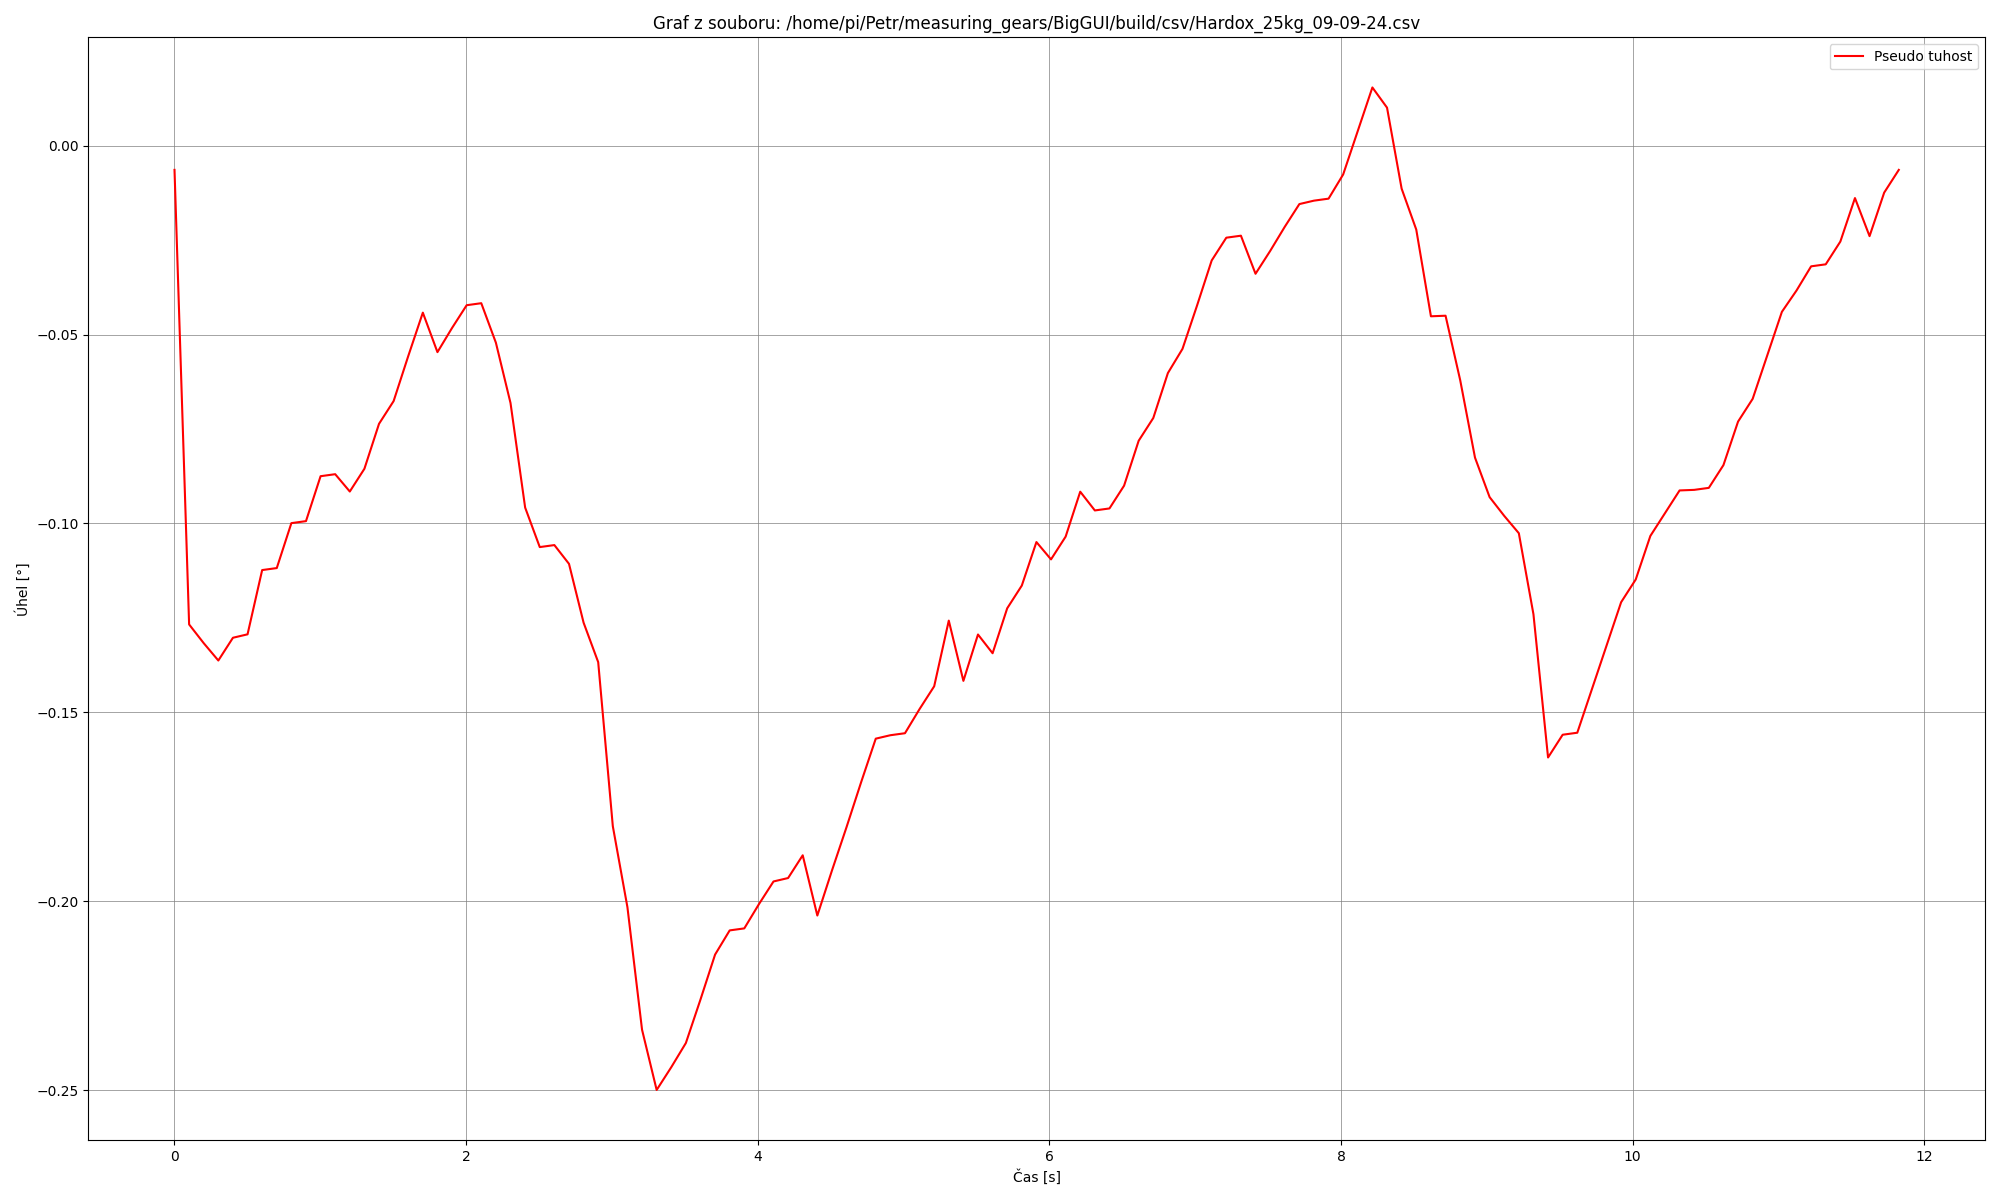 Graf z souboru: /home/pi/Petr/measuring_gears/BigGUI/build/csv/Hardox_25kg_09-09-24.csv
Pseudo tuhost
0.00
−0.05
−0.10
−0.15
−0.20
−0.25
Úhel [°]
0 2 4 6 8 10 12
Čas [s]